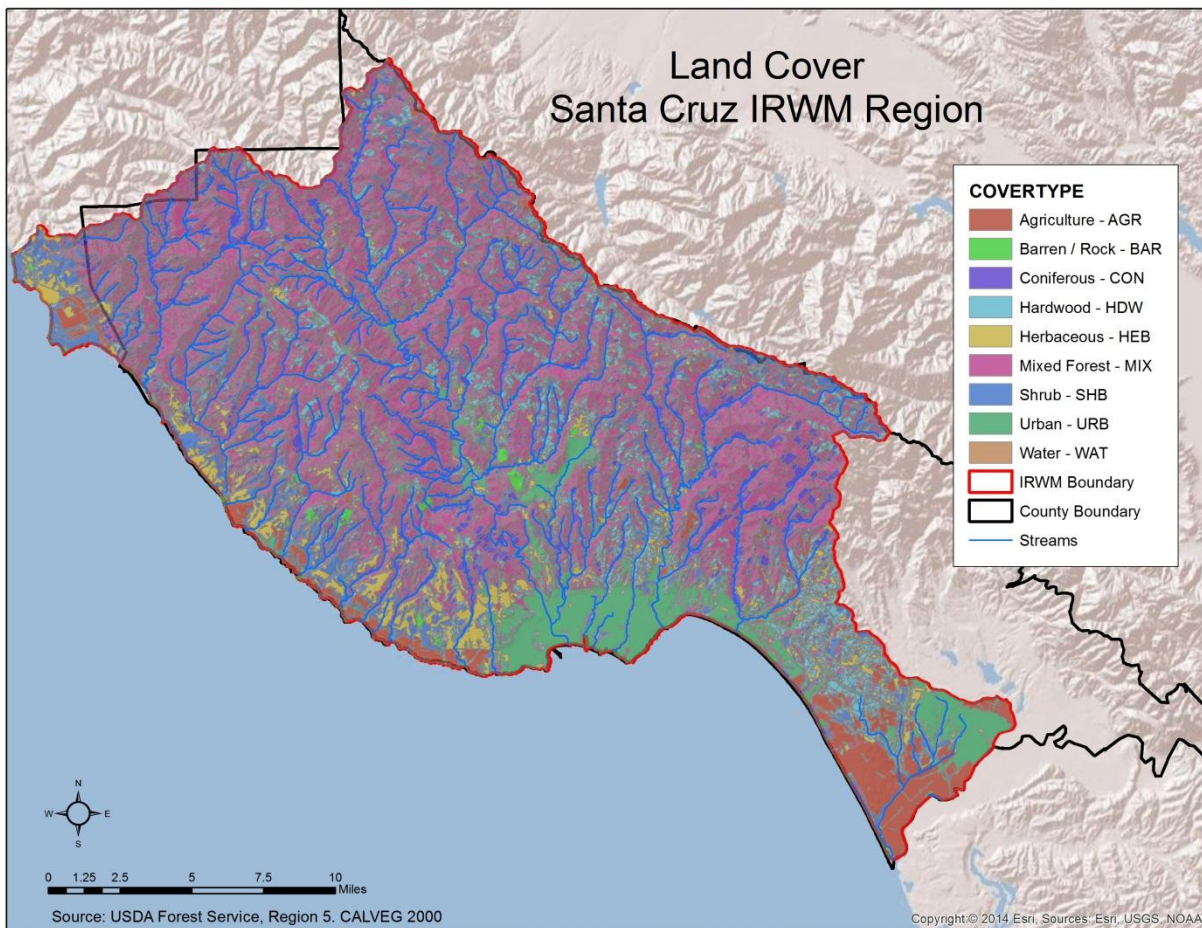 Land Cover
Santa Cruz IRWM Region
COVERTYPE
Agriculture - AGR
Barren / Rock - BAR
Coniferous - CON
Hardwood - HDW
Herbaceous - HEB
Mixed Forest - MIX
Shrub - SHB
Urban - URB
Water - WAT
IRWM Boundary
County Boundary
Streams
N
W E
S
0 1.25 2.5 5 7.5 10
Miles
Source: USDA Forest Service, Region 5. CALVEG 2000
Copyright:© 2014 Esri, Sources: Esri, USGS, NOAA